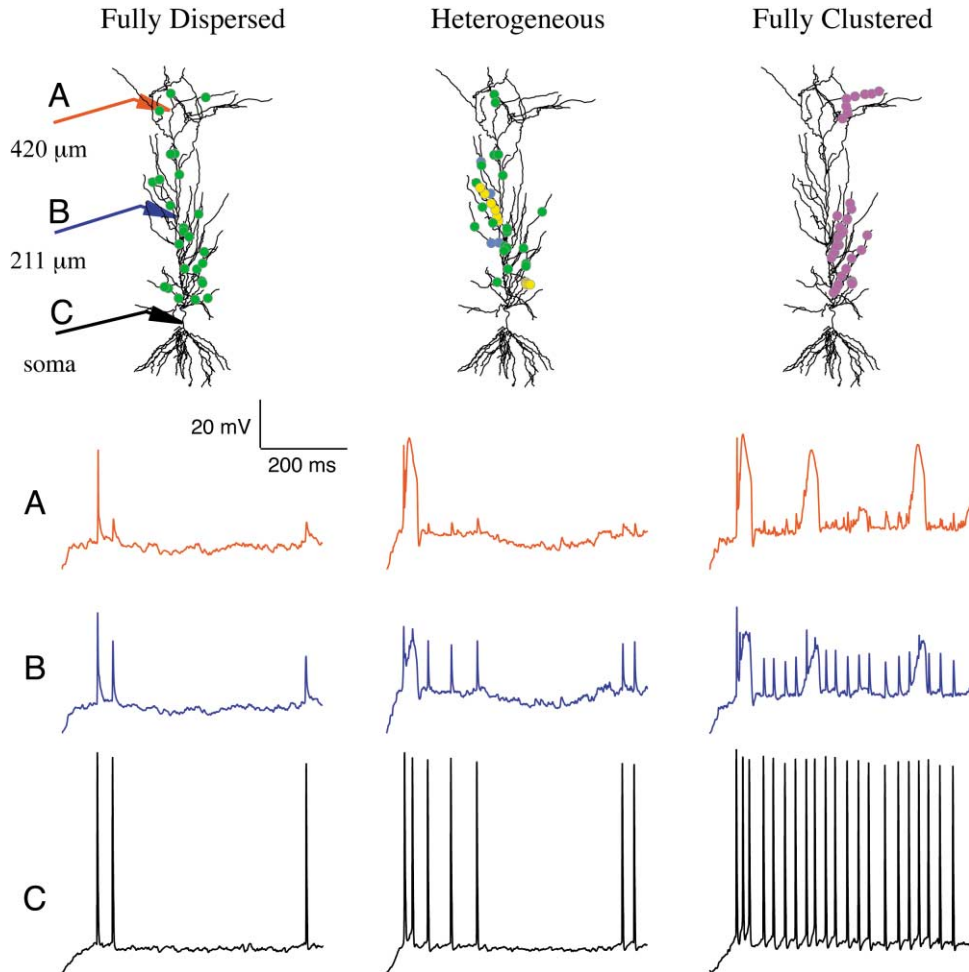 Fully Dispersed
Heterogeneous
Fully Clustered
A
420 μm
B
211 μm
C
soma
20 mV
200 ms
A
B
C